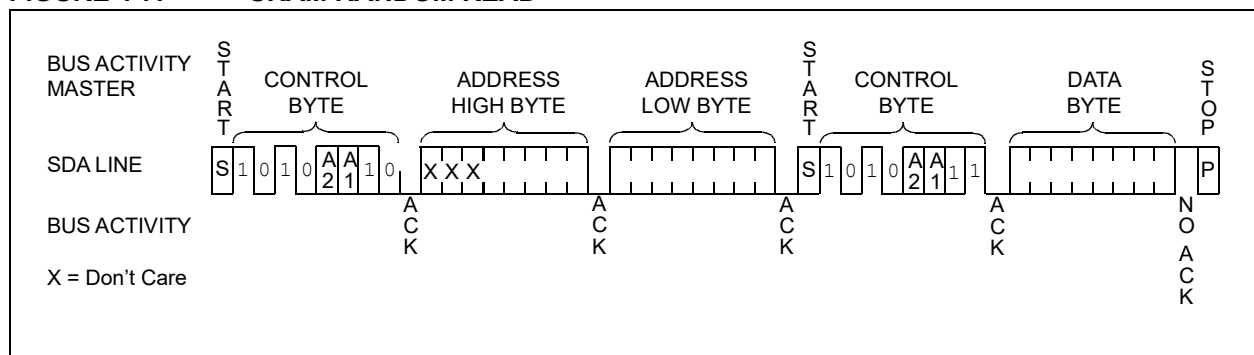 FIGURE SRAM RANDOM READ
BUS ACTIVITY
MASTER
START
CONTROL
BYTE
ADDRESS
HIGH BYTE
ADDRESS
LOW BYTE
START
CONTROL
BYTE
DATA
BYTE
STOP
SDA LINE
S 1 0 1 0 A2 A1 1 0 X X X S 1 0 1 0 A2 A1 1 1 P
BUS ACTIVITY
ACK
ACK
ACK
ACK
NO ACK
X = Don't Care